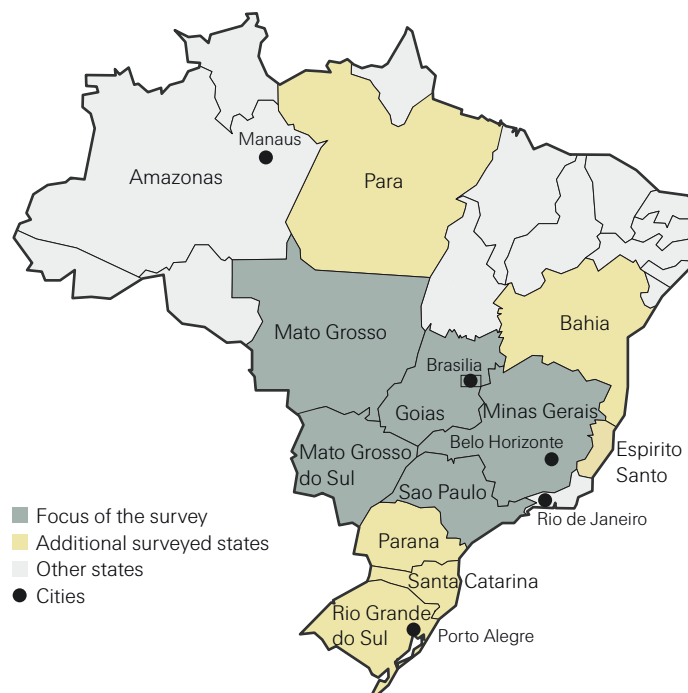 Manaus
Amazonas
Para
Mato Grosso
Bahia
Brasilia
Goias
Minas Gerais
Belo Horizonte
Espirito
Santo
Mato Grosso
do Sul
Sao Paulo
Rio de Janeiro
Parana
Santa Catarina
Rio Grande
do Sul
Porto Alegre
Focus of the survey
Additional surveyed states
Other states
Cities